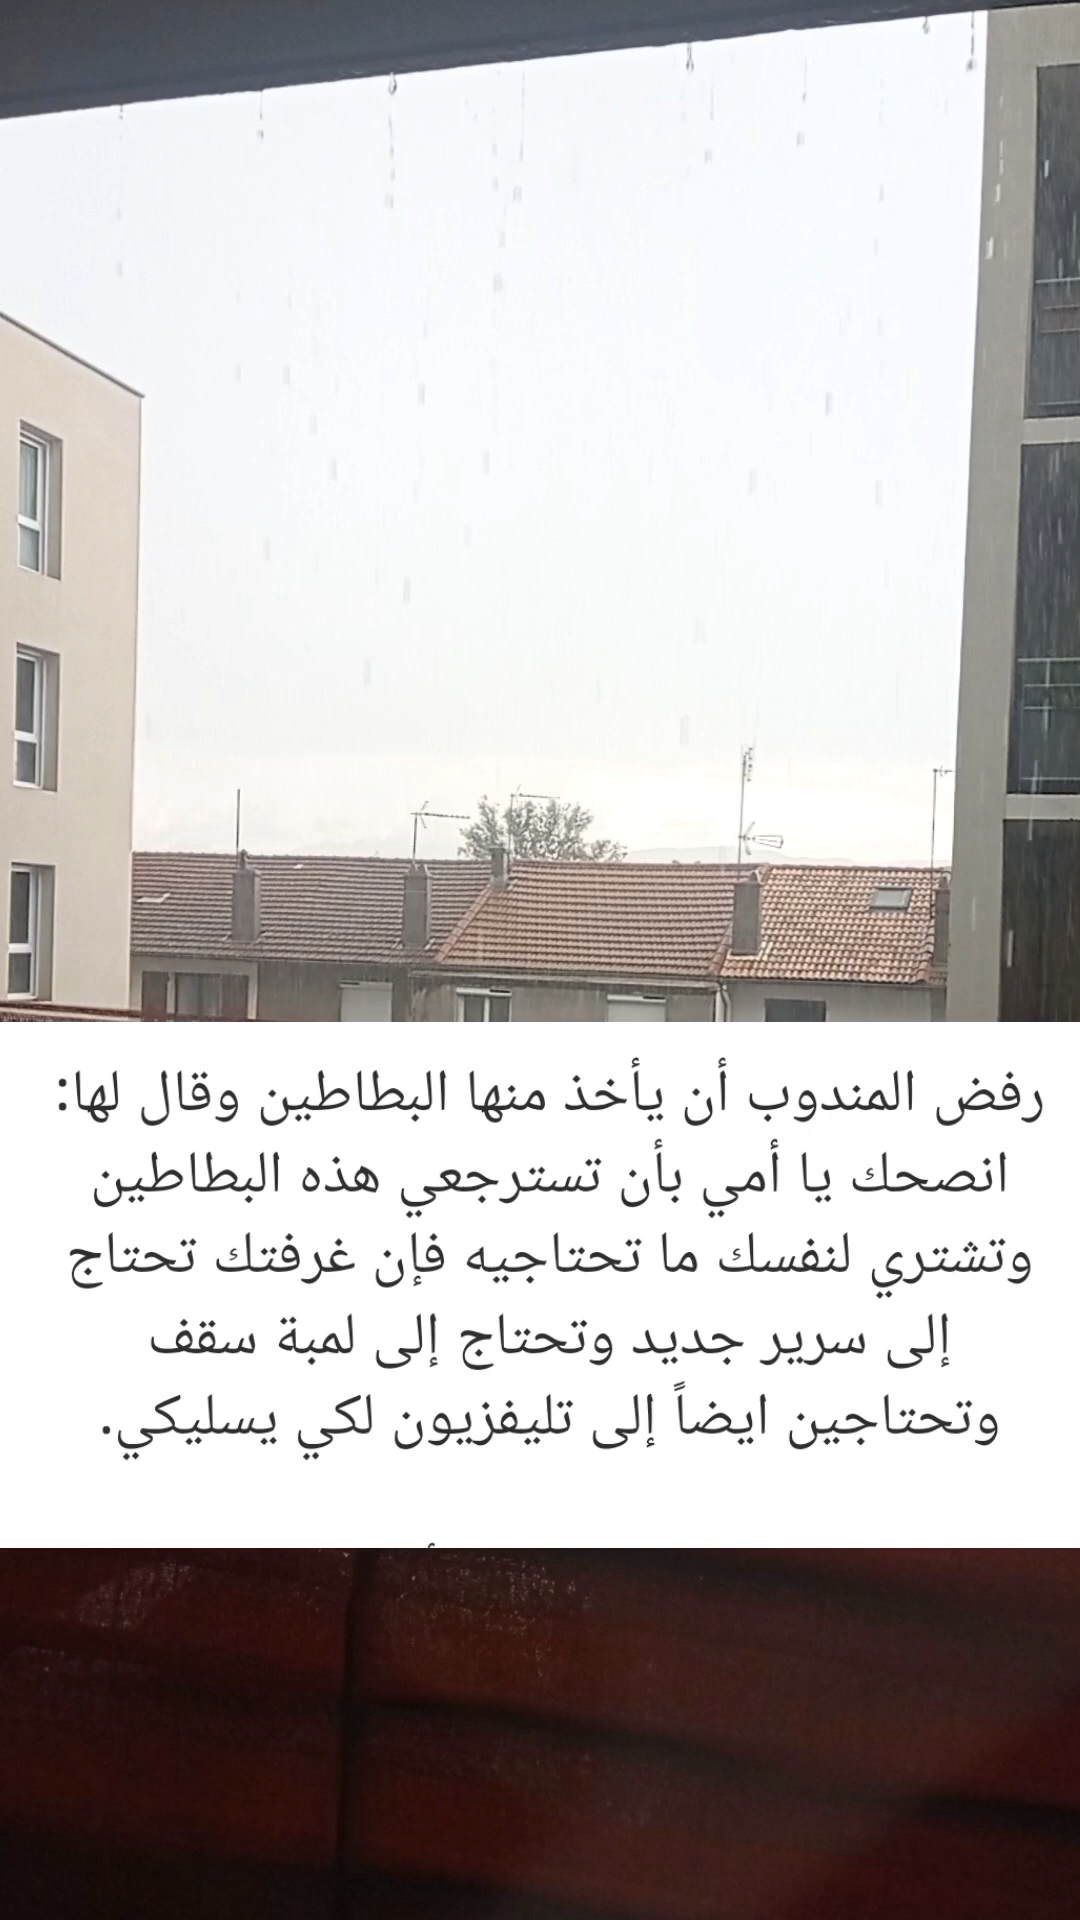 رفض المندوب أن يأخذ منها البطاطين وقال لها:
انصحك يا أمي بأن تسترجعي هذه البطاطين
وتشتري لنفسك ما تحتاجيه فإن غرفتك تحتاج
إلى سرير جديد وتحتاج إلى لمبة سقف
وتحتاجين ايضاً إلى تليفزيون لكي يسليكي.